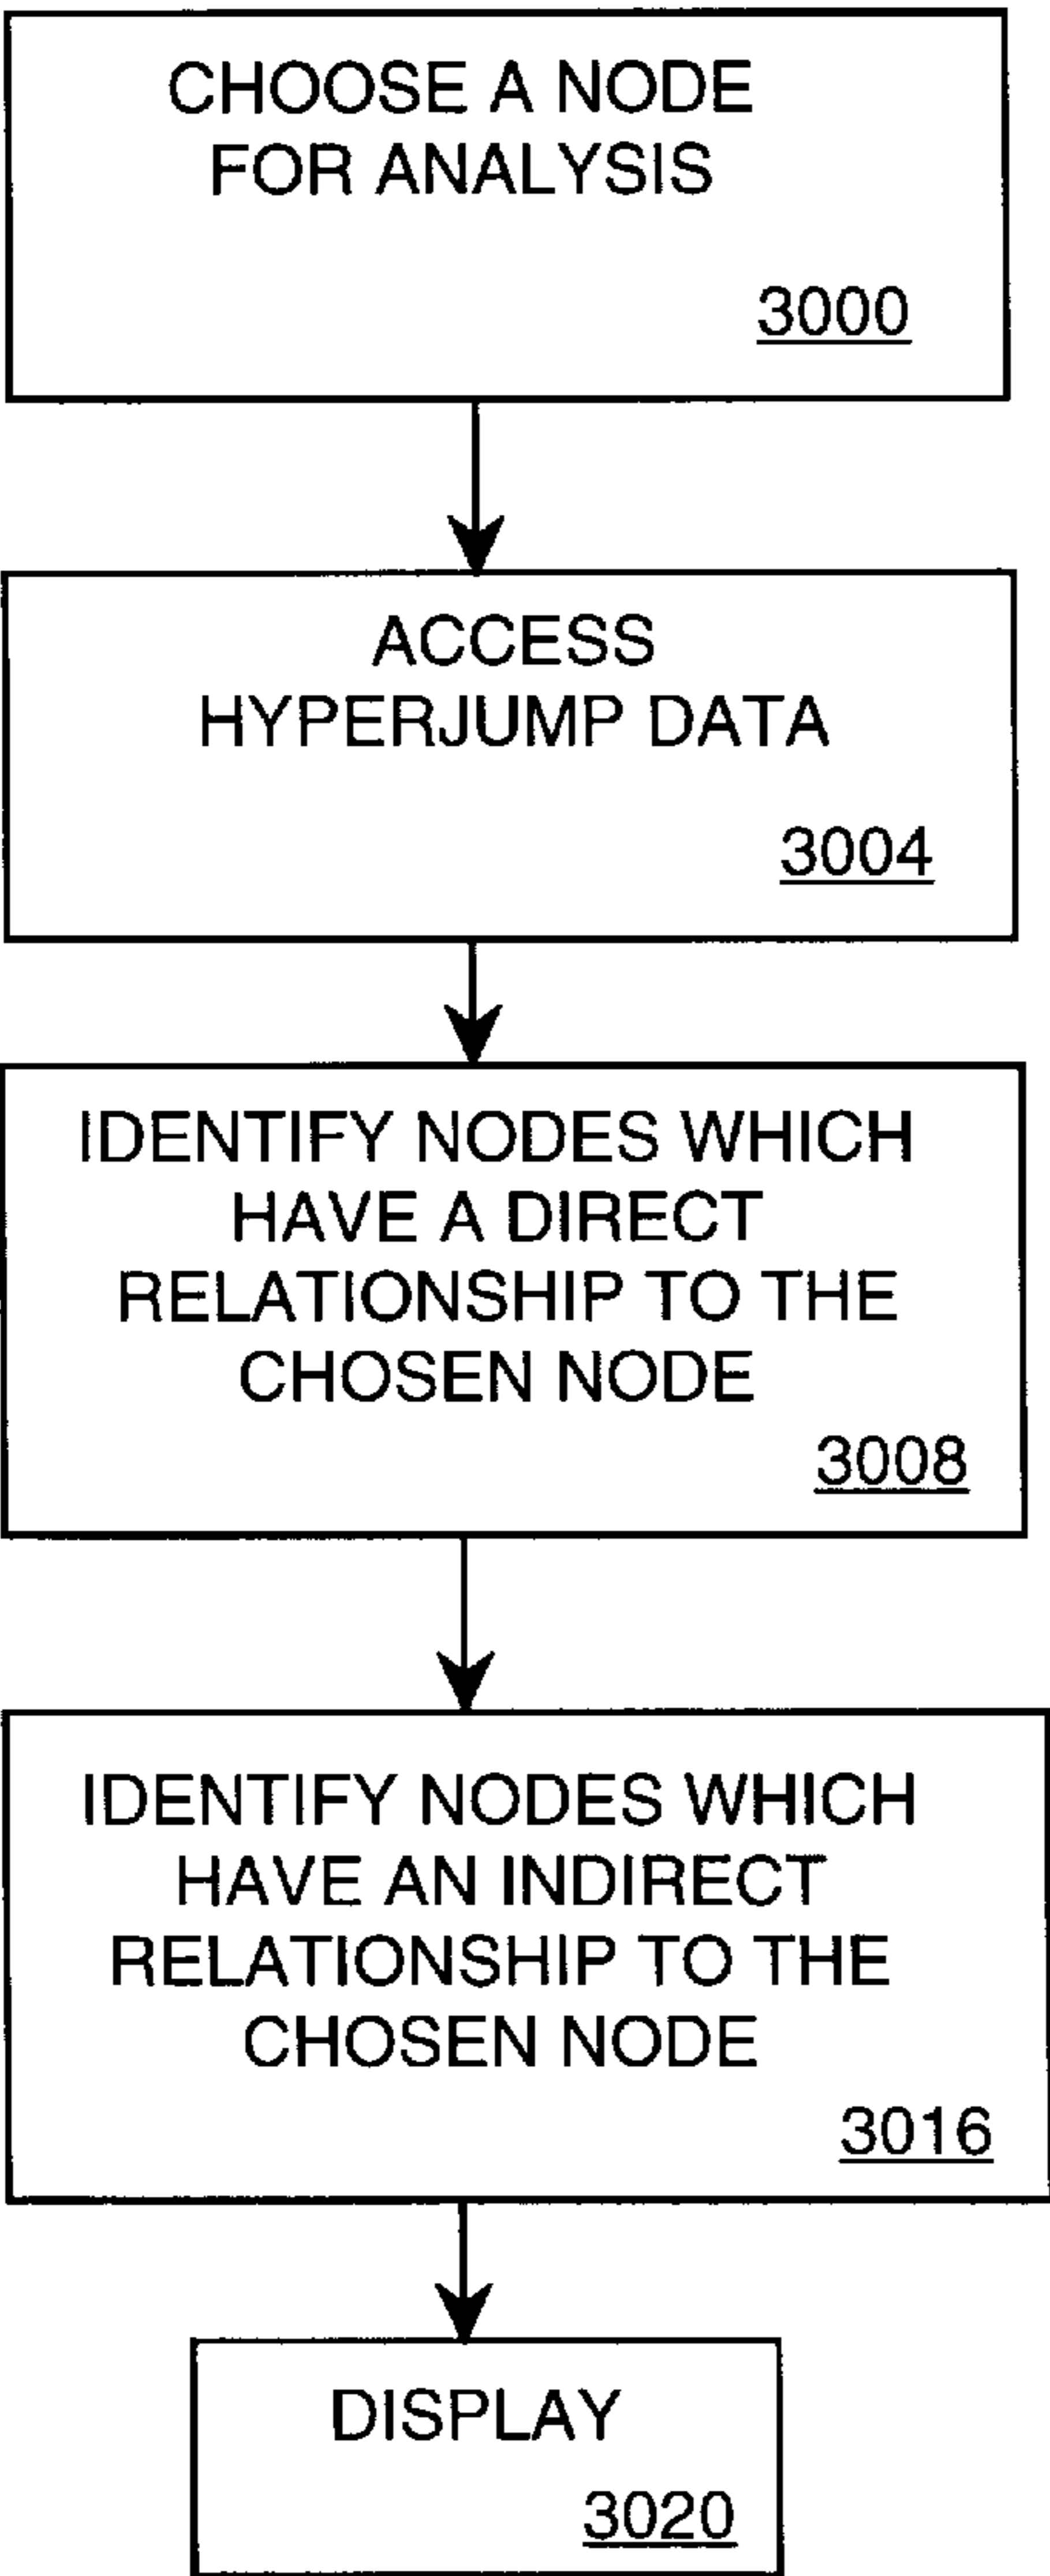 CHOOSE A NODE
FOR ANALYSIS
3000
ACCESS
HYPERJUMP DATA
3004
IDENTIFY NODES WHICH
HAVE A DIRECT
RELATIONSHIP TO THE
CHOSEN NODE
3008
IDENTIFY NODES WHICH
HAVE AN INDIRECT
RELATIONSHIP TO THE
CHOSEN NODE
3016
DISPLAY
3020